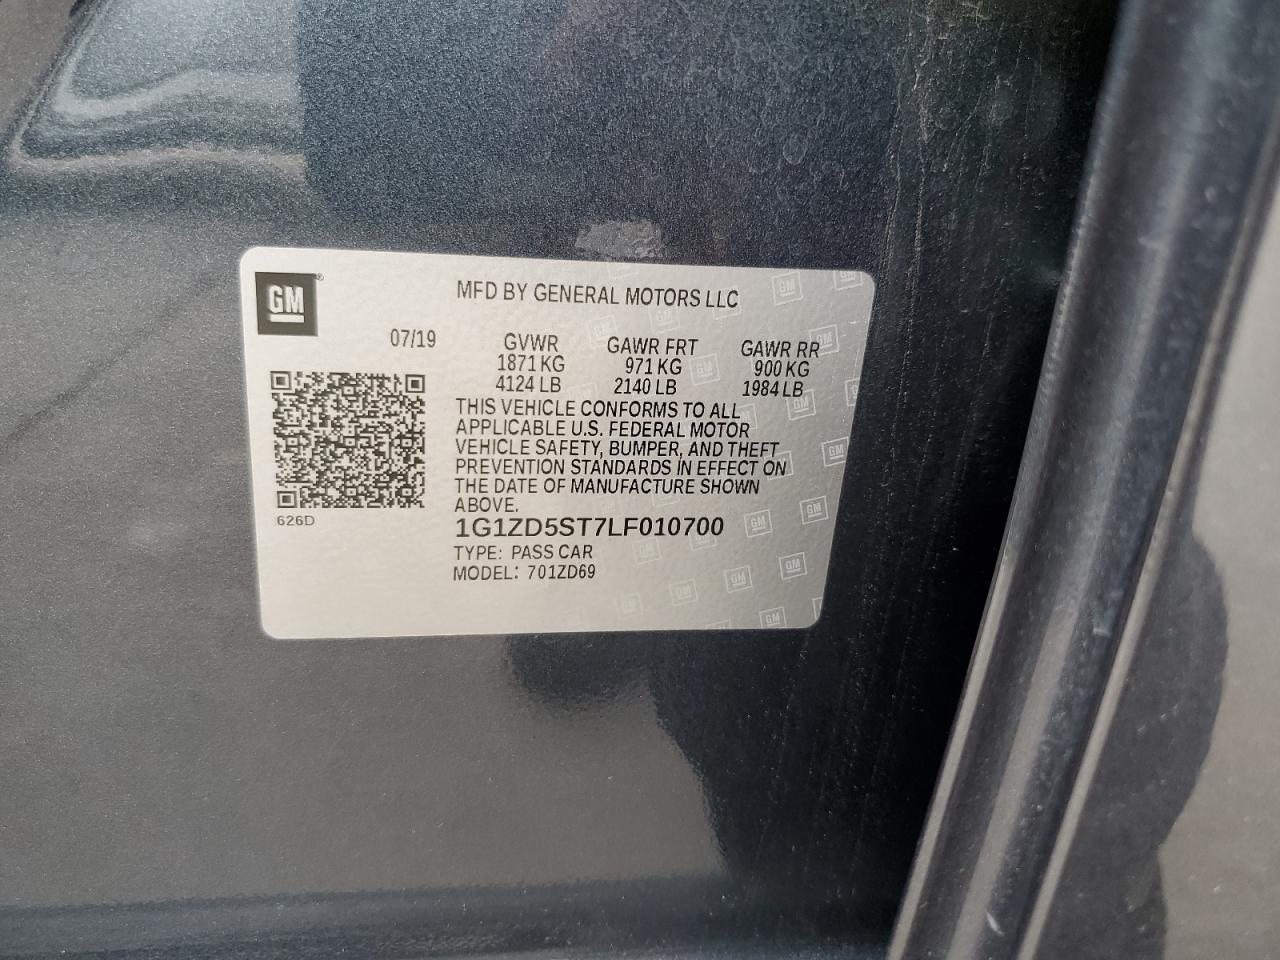 GM®
MFD BY GENERAL MOTORS LLC
07/19 GVWR GAWR FRT GAWR RR
1871 KG 971 KG 900 KG
4124 LB 2140 LB 1984 LB
THIS VEHICLE CONFORMS TO ALL
APPLICABLE U.S. FEDERAL MOTOR
VEHICLE SAFETY, BUMPER, AND THEFT
PREVENTION STANDARDS IN EFFECT ON
THE DATE OF MANUFACTURE SHOWN
ABOVE.
626D
1G1ZD5ST7LF010700
TYPE: PASS CAR
MODEL: 701ZD69